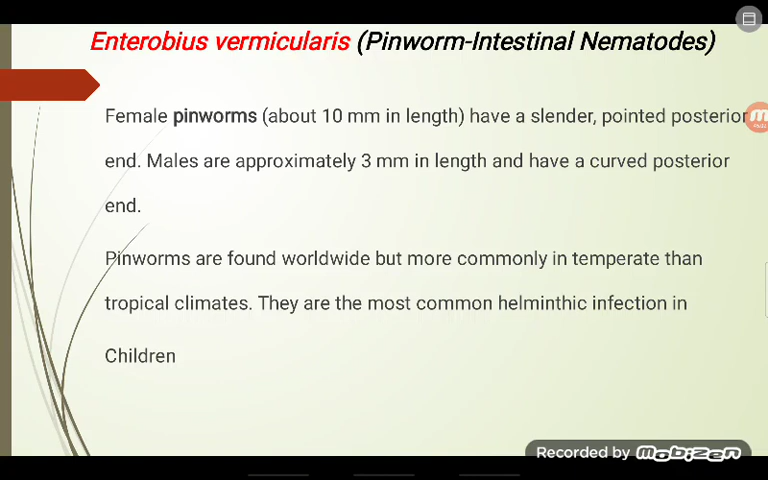 Enterobius vermicularis (Pinworm-Intestinal Nematodes)
Female pinworms (about 10 mm in length) have a slender, pointed posterior
end. Males are approximately 3 mm in length and have a curved posterior
end.
Pinworms are found worldwide but more commonly in temperate than
tropical climates. They are the most common helminthic infection in
Children
Recorded by mobizen